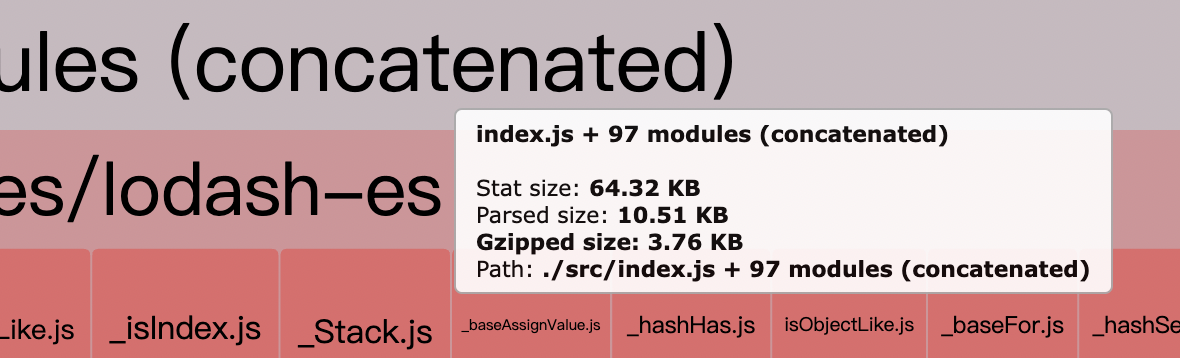 ules (concatenated)
index.js + 97 modules (concatenated)
Stat size: 64.32 KB
Parsed size: 10.51 KB
Gzipped size: 3.76 KB
Path: ./src/index.js + 97 modules (concatenated)
es/lodash-es
Like.js
_isIndex.js
_Stack.js
_baseAssignValue.js
_hashHas.js
isObjectLike.js
_baseFor.js
_hashSe